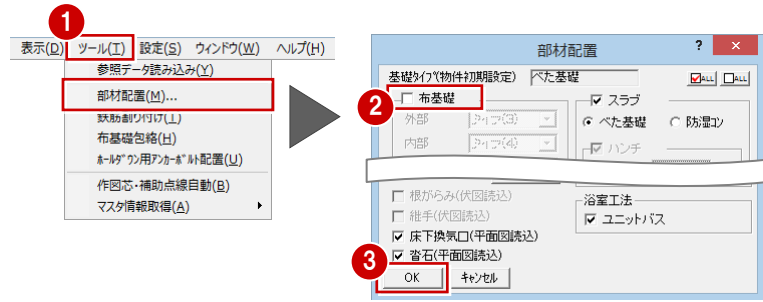 1
表示(D) ツール(T) 設定(S) ウィンドウ(W) ヘルプ(H)
参照データ読み込み(Y)
部材配置(M)...
鉄筋割り付け(T)
布基礎包絡(H)
ホールダウン用アンカーボルト配置(U)
作図芯・補助点線自動(B)
マスタ情報取得(A)
部材配置 ? ×
基礎タイプ(物件初期設定) べた基礎 ALL ALL
2 布基礎
外部 タイプ(3)
内部 タイプ(4)
スラブ
べた基礎 防湿コン
ハンチ
根がらみ(伏図読込)
継手(伏図読込)
床下換気口(平面図読込)
沓石(平面図読込)
浴室工法
ユニットバス
3
OK キャンセル